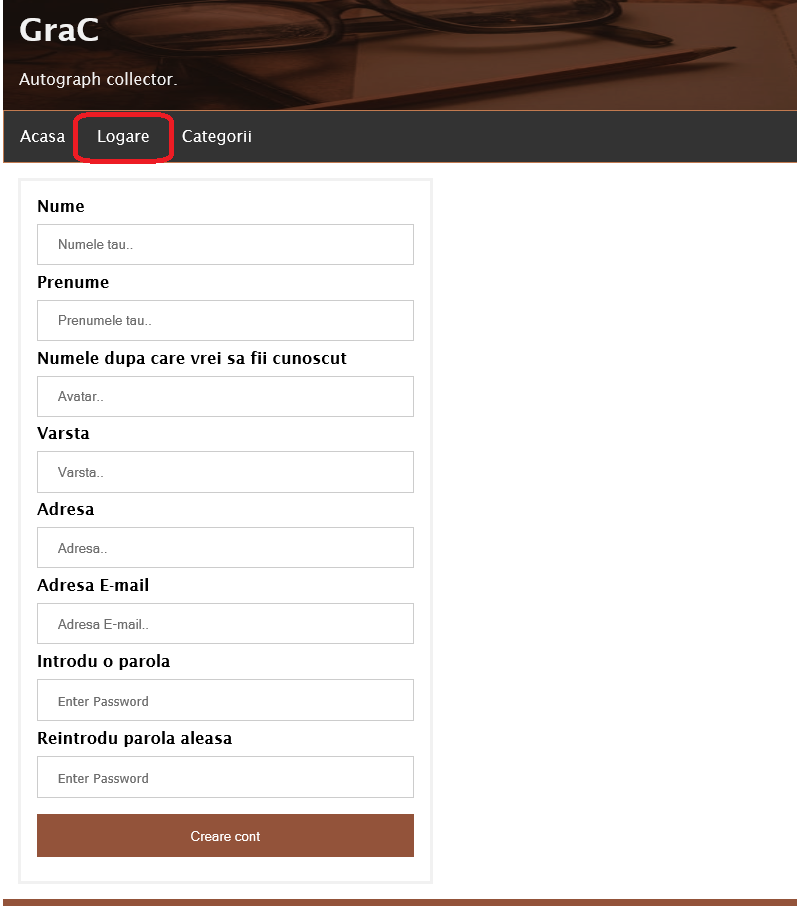 GraC
Autograph collector.
Acasa Logare Categorii
Nume
Numele tau..
Prenume
Prenumele tau..
Numele dupa care vrei sa fii cunoscut
Avatar..
Varsta
Varsta..
Adresa
Adresa..
Adresa E-mail
Adresa E-mail..
Introdu o parola
Enter Password
Reintrodu parola aleasa
Enter Password
Creare cont